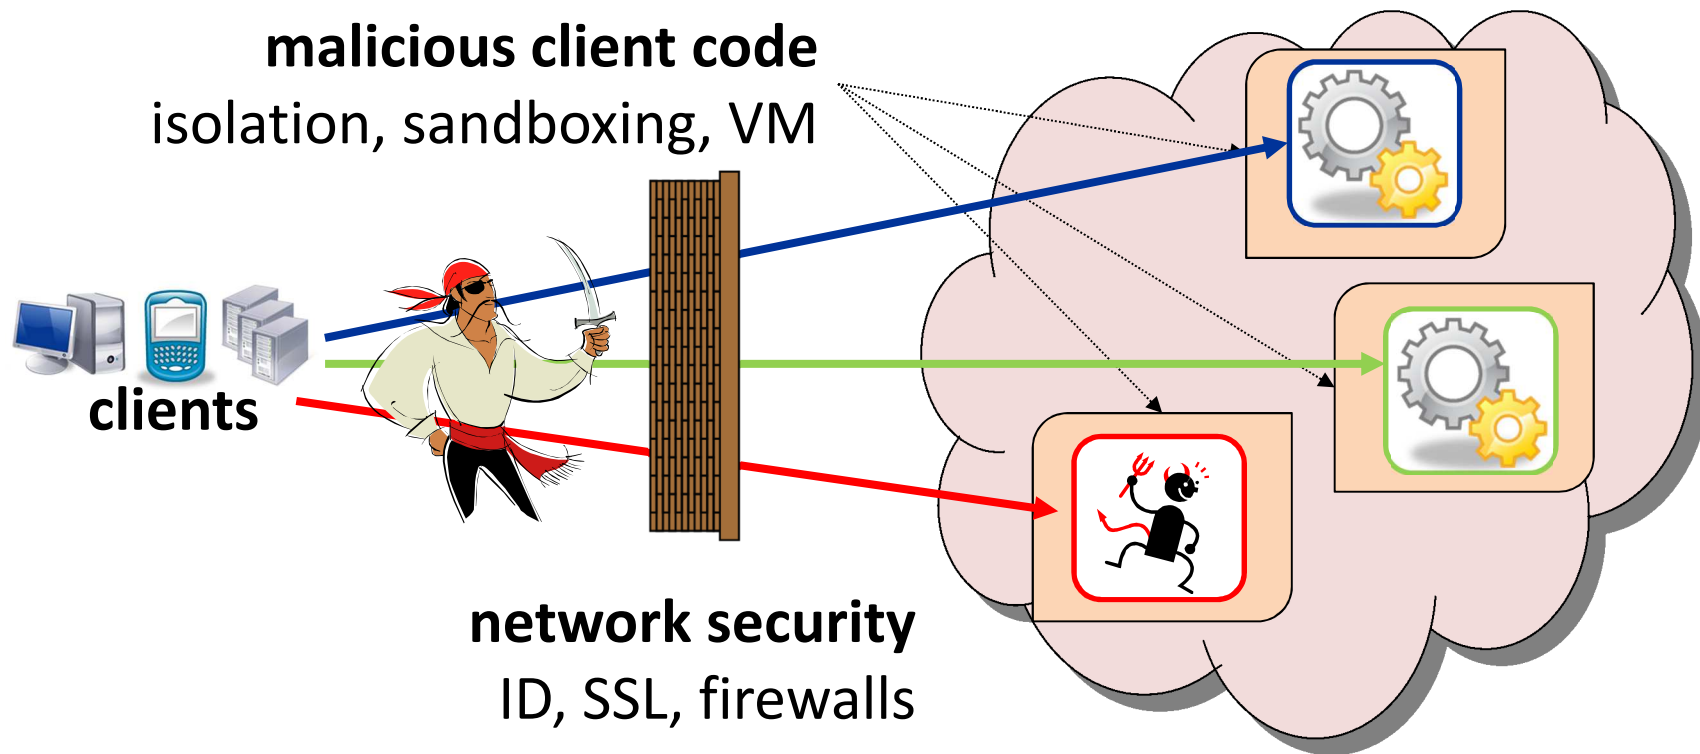 malicious client code
isolation, sandboxing, VM
clients
network security
ID, SSL, firewalls